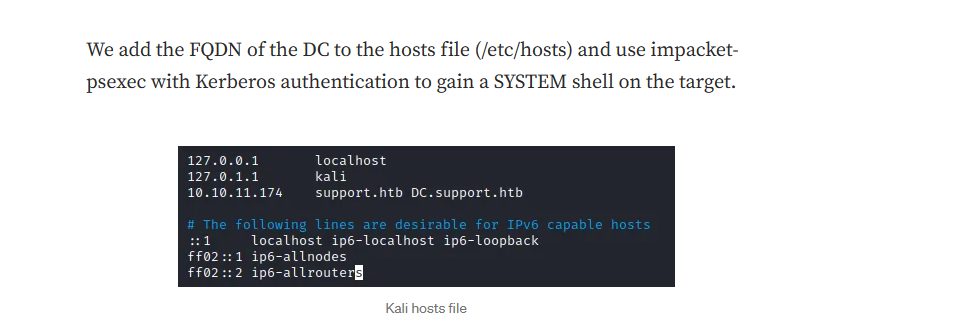 We add the FQDN of the DC to the hosts file (/etc/hosts) and use impacket-
psexec with Kerberos authentication to gain a SYSTEM shell on the target.
127.0.0.1       localhost
127.0.1.1       kali
10.10.11.174    support.htb DC.support.htb
# The following lines are desirable for IPv6 capable hosts
::1     localhost ip6-localhost ip6-loopback
ff02::1 ip6-allnodes
ff02::2 ip6-allrouters
Kali hosts file